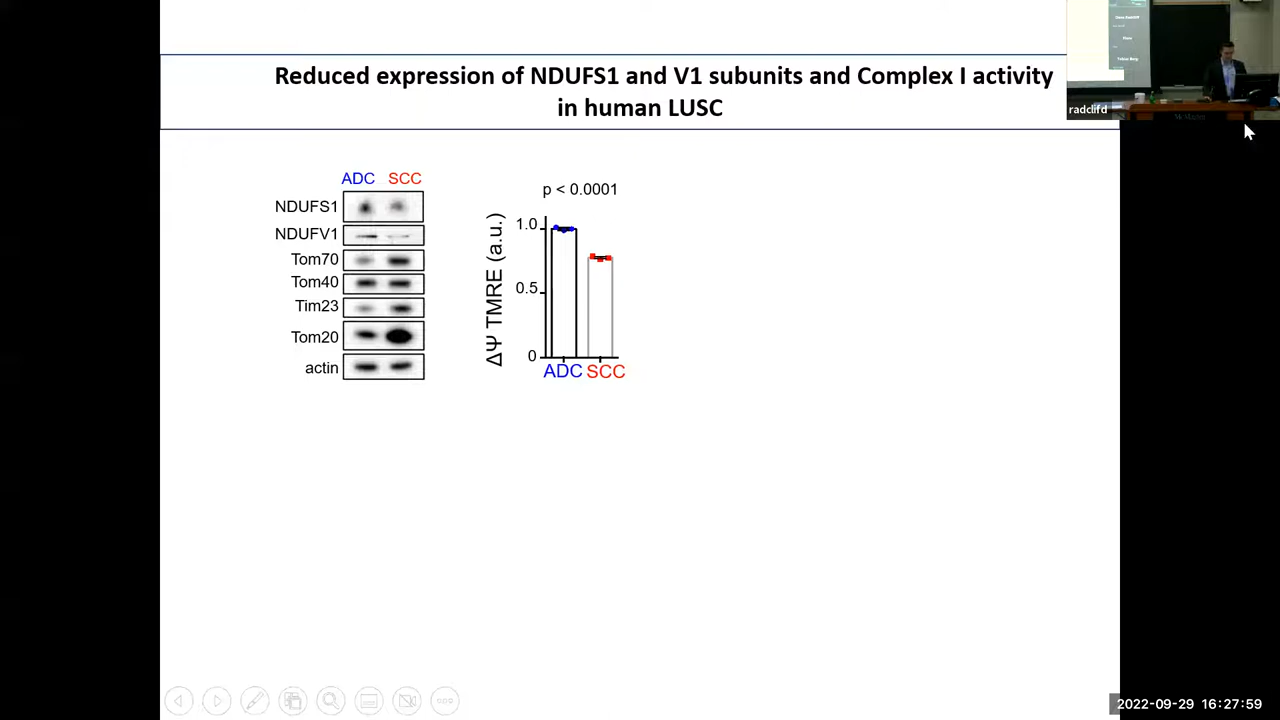 Reduced expression of NDUFS1 and V1 subunits and Complex I activity
in human LUSC
radclifd
ADC SCC
NDUFS1
NDUFV1
Tom70
Tom40
Tim23
Tom20
actin
p < 0.0001
ΔΨ TMRE (a.u.)
1.0
0.5
0
ADC SCC
2022-09-29 16:27:59